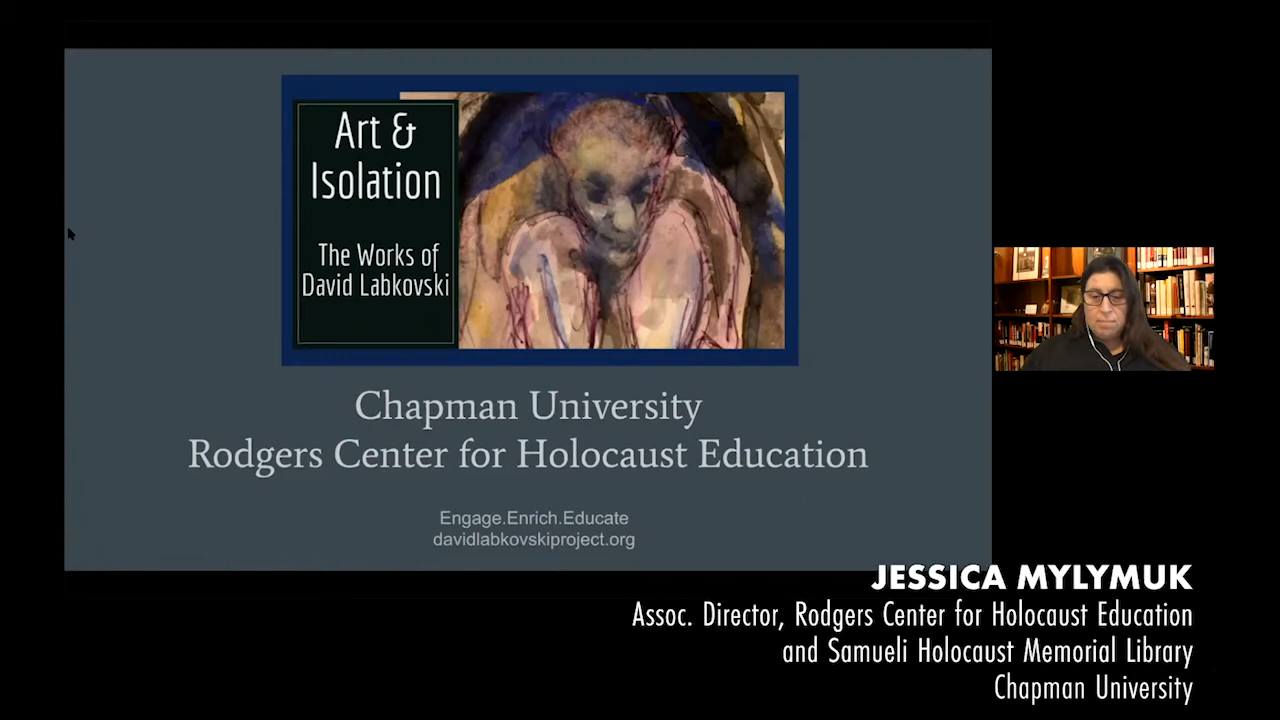 Art &
Isolation
The Works of
David Labkovski
Chapman University
Rodgers Center for Holocaust Education
Engage.Enrich.Educate
davidlabkovskiproject.org
JESSICA MYLYMUK
Assoc. Director, Rodgers Center for Holocaust Education
and Samueli Holocaust Memorial Library
Chapman University